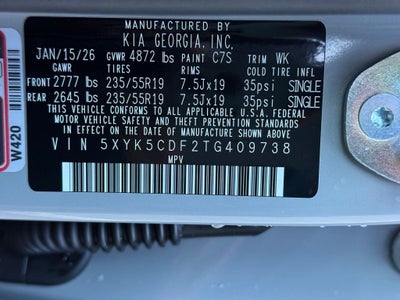 MANUFACTURED BY
KIA GEORGIA, INC.
JAN/15/26 GVWR 4872 lbs PAINT C7S TRIM WK
GAWR TIRES RIMS COLD TIRE INFL
FRONT 2777 lbs 235/55R19 7.5Jx19 35psi SINGLE
REAR 2645 lbs 235/55R19 7.5Jx19 35psi SINGLE
THIS VEHICLE CONFORMS TO ALL APPLICABLE U.S.A. FEDERAL
MOTOR VEHICLE SAFETY AND THEFT PREVENTION STANDARDS IN
EFFECT ON THE DATE OF MANUFACTURE SHOWN ABOVE.
VIN 5XYK5CDF2TG409738
MPV
W420